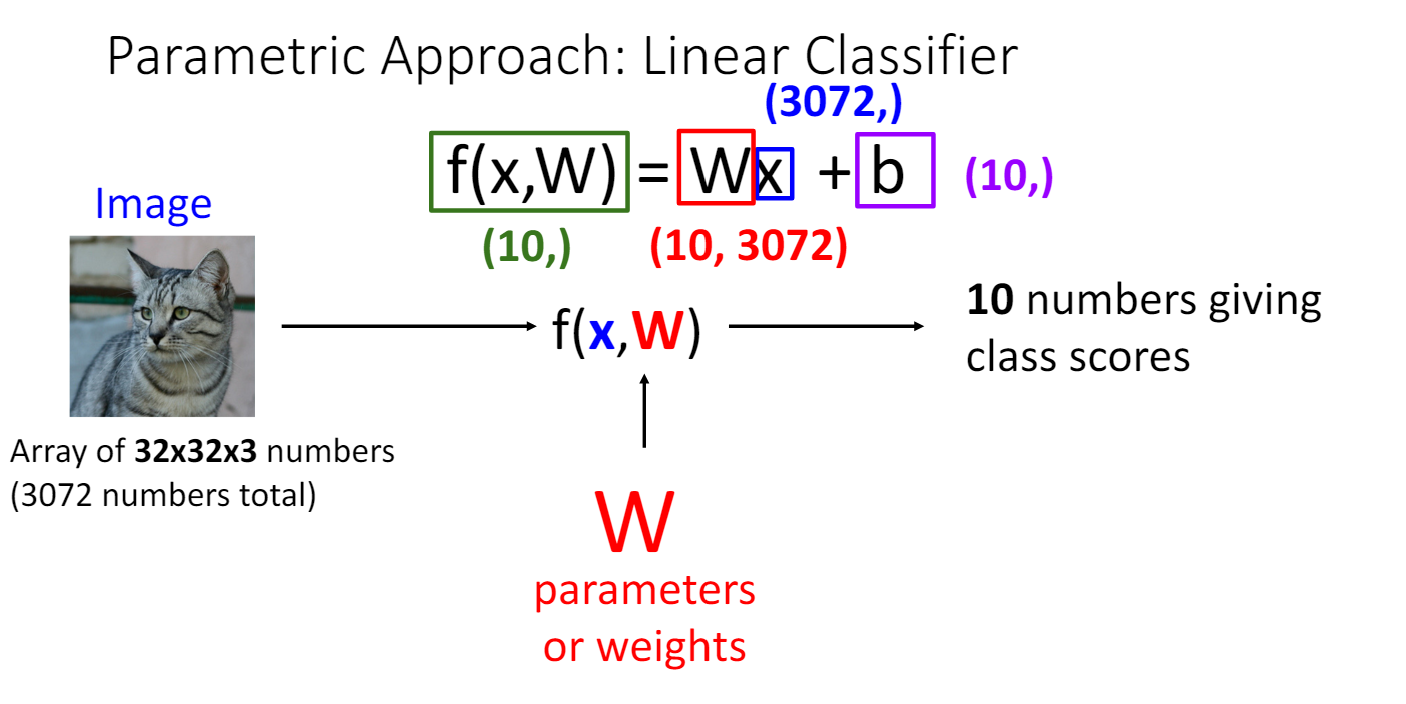 Parametric Approach: Linear Classifier
(3072,)
f(x,W) = Wx + b (10,)
(10,) (10, 3072)
Image
f(x,W)
10 numbers giving
class scores
Array of 32x32x3 numbers
(3072 numbers total)
W
parameters
or weights